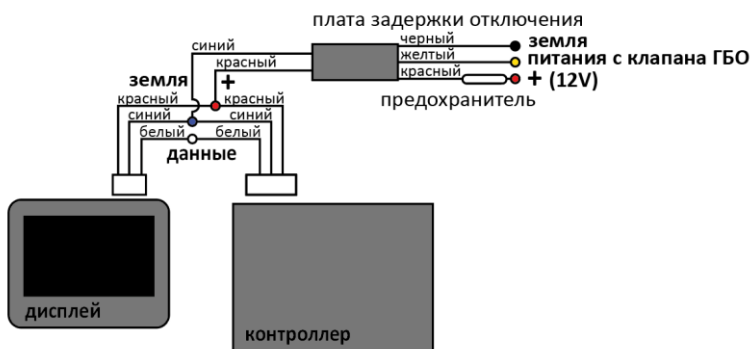 плата задержки отключения
синий
черный
земля
желтый
питания с клапана ГБО
красный
красный
+ (12V)
земля
+
предохранитель
красный
красный
синий
синий
белый
белый
данные
дисплей
контроллер